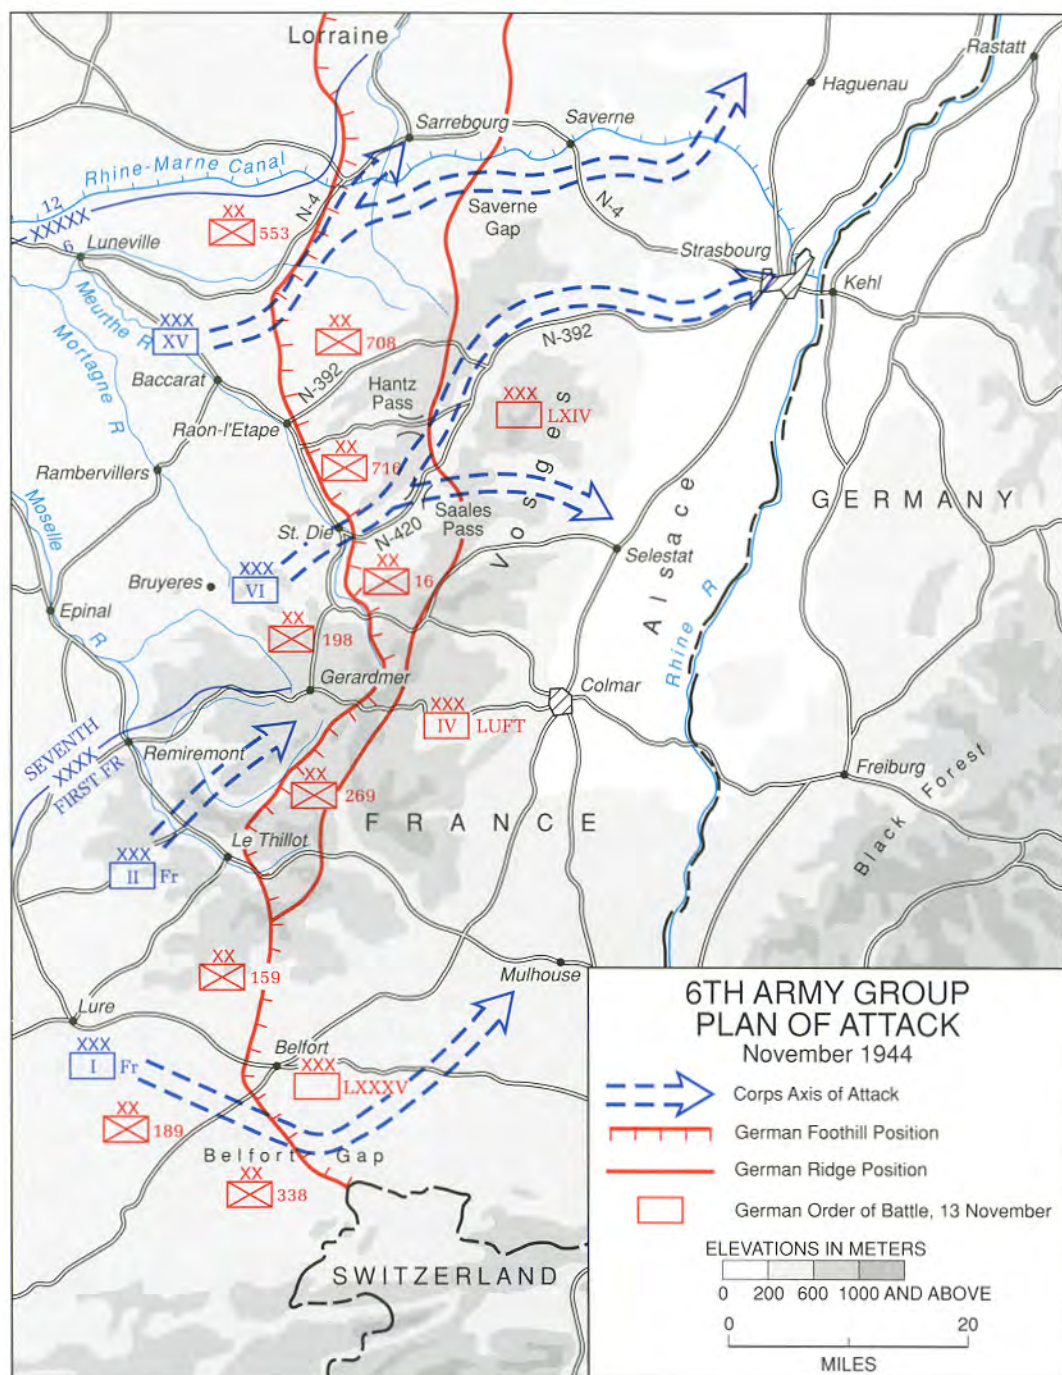 Lorraine
Rastatt
Haguenau
Sarrebourg
Saverne
Rhine-Marne Canal
12
XXXXX
6
N-4
XX
553
Saverne
Gap
N-4
Luneville
Strasbourg
Kehl
Meurthe R
XXX
XV
XX
708
N-392
Mortagne R
Baccarat
N-392
Hantz
Pass
XXX
LXIV
Raon-l'Etape
Rambervillers
XX
716
Vosges
GERMANY
Moselle
R
Saales
Pass
St. Die
N-420
Selestat
Alsace
XXX
VI
Bruyeres
XX
16
Epinal
XX
198
Rhine R
Gerardmer
Colmar
XXX
IV LUFT
SEVENTH
XXXX
FIRST FR
Remiremont
Freiburg
Black Forest
XX
269
FRANCE
Le Thillot
XXX
II Fr
XX
159
Mulhouse
Lure
XXX
I Fr
Belfort
XXX
LXXXV
XX
189
Belfort Gap
XX
338
SWITZERLAND
6TH ARMY GROUP
PLAN OF ATTACK
November 1944
Corps Axis of Attack
German Foothill Position
German Ridge Position
German Order of Battle, 13 November
ELEVATIONS IN METERS
0 200 600 1000 AND ABOVE
0 20
MILES